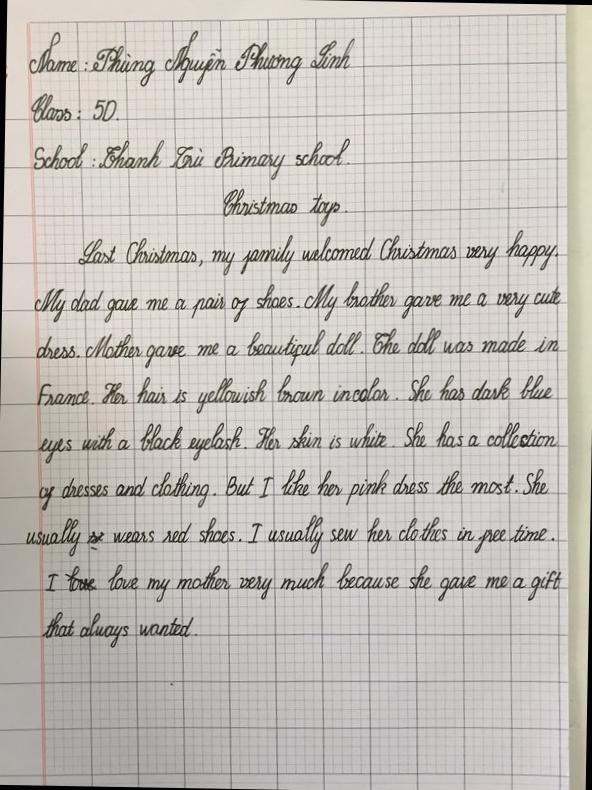 Name : Phùng Nguyễn Phương Linh
Class : 5D.
School : Thanh Trì Primary school.
Christmas toys.
Last Christmas, my family welcomed Christmas very happy.
My dad gave me a pair of shoes. My brother gave me a very cute
dress. Mother gave me a beautiful doll. The doll was made in
France. Her hair is yellowish brown incolor. She has dark blue
eyes with a black eyelash. Her skin is white. She has a collection
of dresses and clothing. But I like her pink dress the most. She
usually wears red shoes. I usually sew her clothes in free time.
I love my mother very much because she gave me a gift
that always wanted.